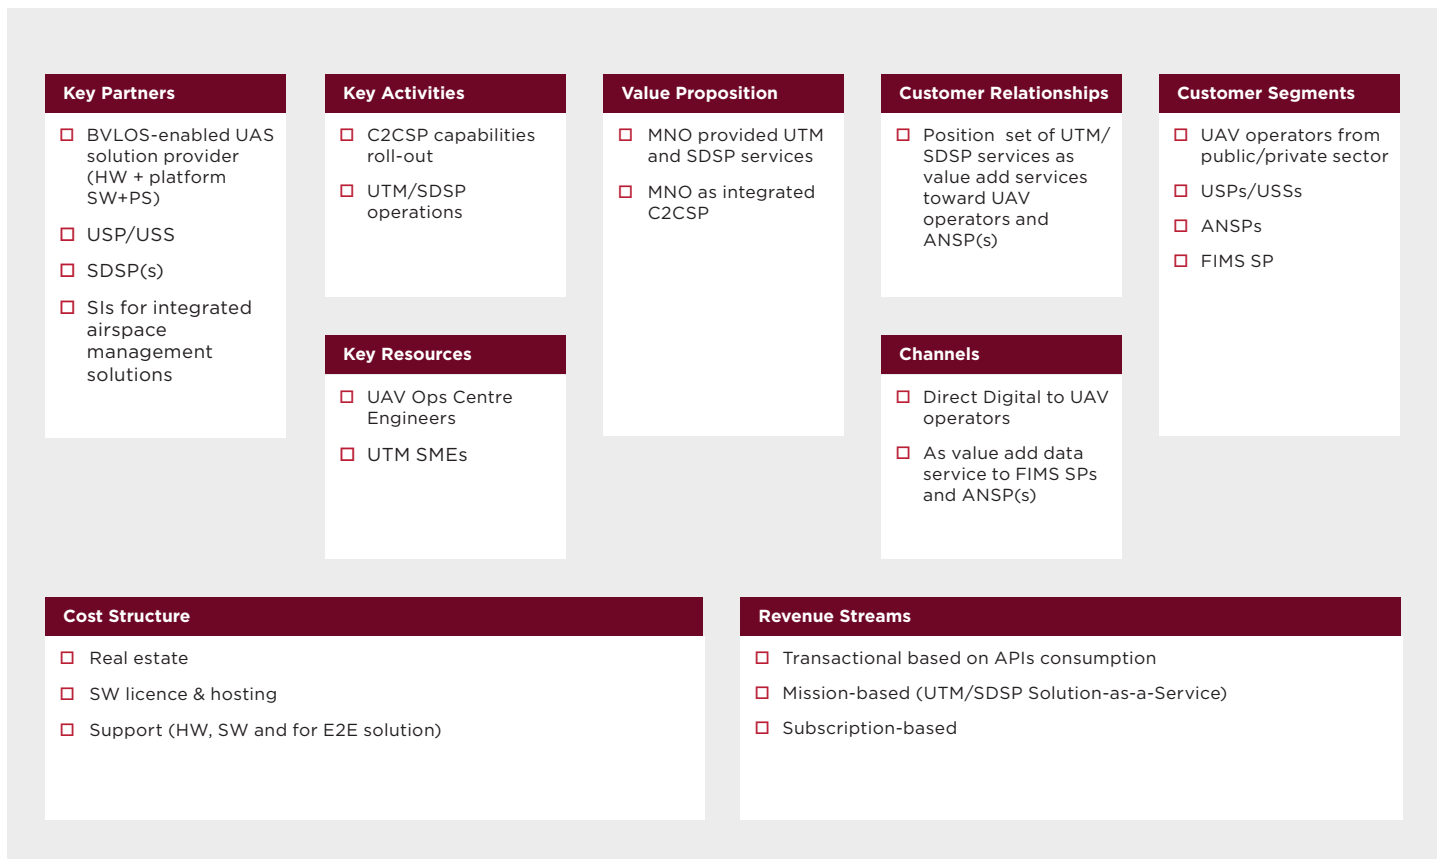 Key Partners
BVLOS-enabled UAS
solution provider
(HW + platform
SW+PS)
USP/USS
SDSP(s)
SIs for integrated
airspace
management
solutions
Key Activities
C2CSP capabilities
roll-out
UTM/SDSP
operations
Key Resources
UAV Ops Centre
Engineers
UTM SMEs
Value Proposition
MNO provided UTM
and SDSP services
MNO as integrated
C2CSP
Customer Relationships
Position set of UTM/
SDSP services as
value add services
toward UAV
operators and
ANSP(s)
Channels
Direct Digital to UAV
operators
As value add data
service to FIMS SPs
and ANSP(s)
Customer Segments
UAV operators from
public/private sector
USPs/USSs
ANSPs
FIMS SP
Cost Structure
Real estate
SW licence & hosting
Support (HW, SW and for E2E solution)
Revenue Streams
Transactional based on APIs consumption
Mission-based (UTM/SDSP Solution-as-a-Service)
Subscription-based